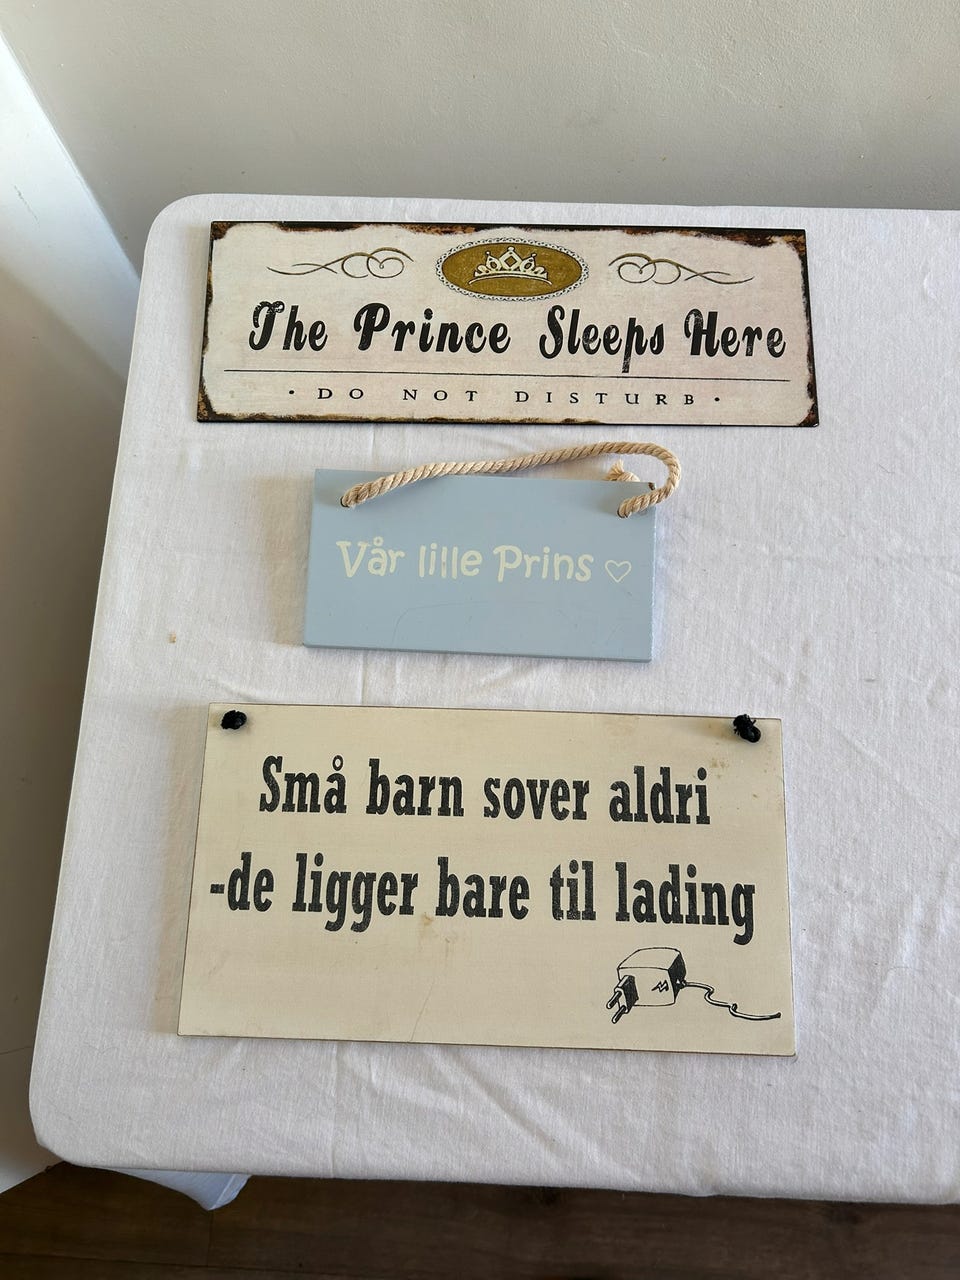 The Prince Sleeps Here
• DO NOT DISTURB •
Vår lille Prins ♡
Små barn sover aldri
-de ligger bare til lading